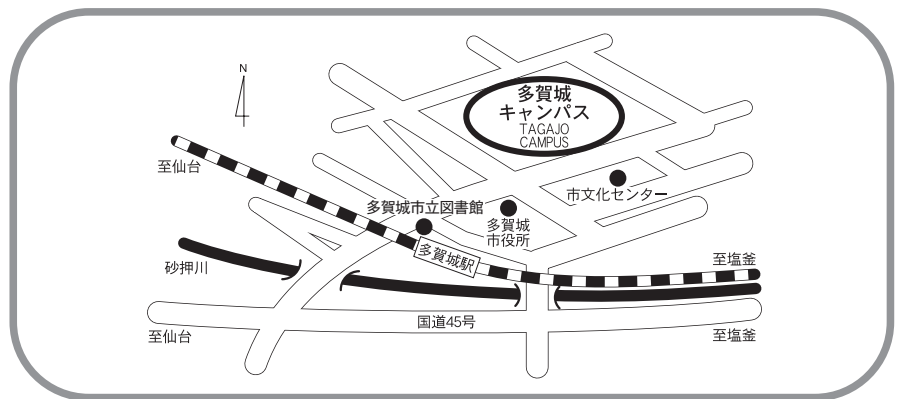 N
多賀城
キャンパス
TAGAJO
CAMPUS
至仙台
市文化センター
多賀城市立図書館
多賀城
市役所
多賀城駅
砂押川
至塩釜
国道45号
至仙台
至塩釜